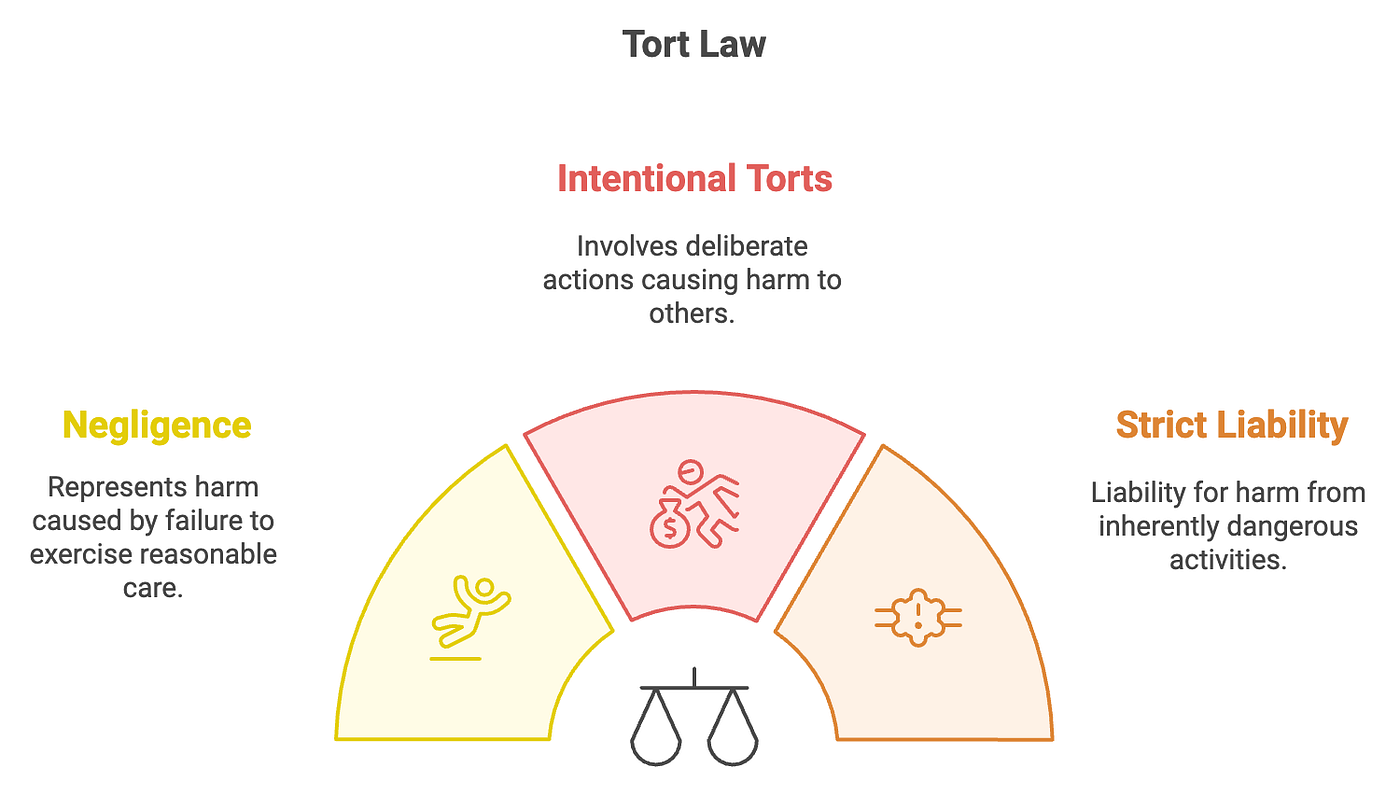 Tort Law
Intentional Torts
Involves deliberate
actions causing harm to
others.
Negligence
Represents harm
caused by failure to
exercise reasonable
care.
Strict Liability
Liability for harm from
inherently dangerous
activities.
$